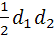 ½ d₁ d₂